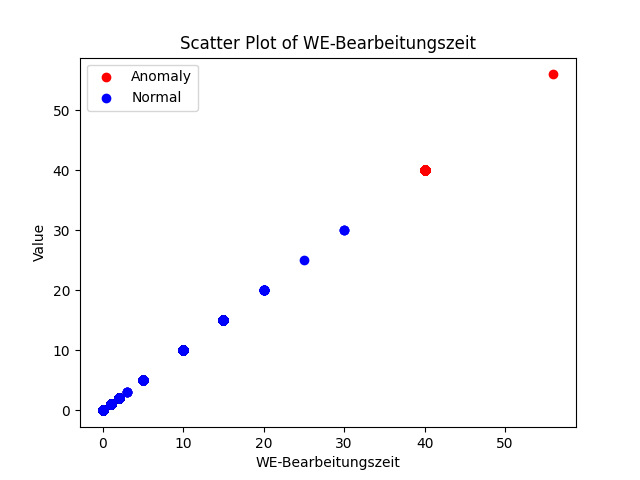 Scatter Plot of WE-Bearbeitungszeit
Anomaly
Normal
Value
50
40
30
20
10
0
0 10 20 30 40 50
WE-Bearbeitungszeit